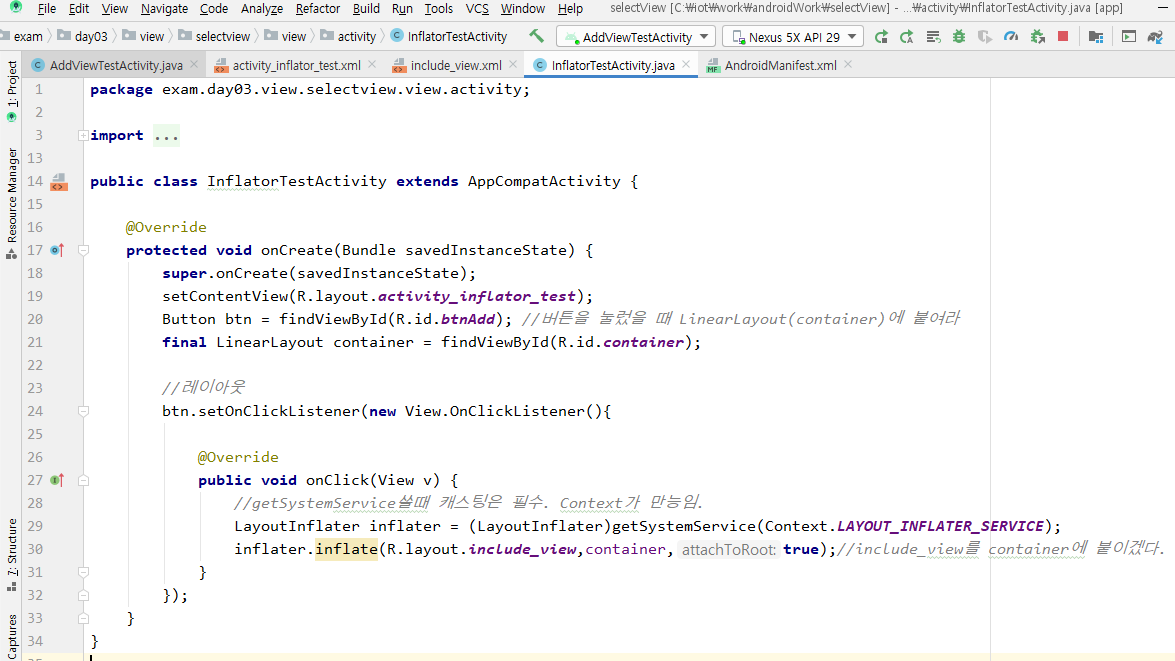 File Edit View Navigate Code Analyze Refactor Build Run Tools VCS Window Help selectView [C:₩iot₩work₩androidWork₩selectView] - ...₩activity₩InflatorTestActivity.java [app]
exam day03 view selectview view activity InflatorTestActivity AddViewTestActivity Nexus 5X API 29
AddViewTestActivity.java activity_inflator_test.xml include_view.xml InflatorTestActivity.java AndroidManifest.xml
1: Project
Resource Manager
7: Structure
Captures
1 package exam.day03.view.selectview.view.activity;
2
3 import ...
13
14 public class InflatorTestActivity extends AppCompatActivity {
15
16 @Override
17 protected void onCreate(Bundle savedInstanceState) {
18 super.onCreate(savedInstanceState);
19 setContentView(R.layout.activity_inflator_test);
20 Button btn = findViewById(R.id.btnAdd); //버튼을 눌렀을 때 LinearLayout(container)에 붙여라
21 final LinearLayout container = findViewById(R.id.container);
22
23 //레이아웃
24 btn.setOnClickListener(new View.OnClickListener(){
25
26 @Override
27 public void onClick(View v) {
28 //getSystemService쓸때 캐스팅은 필수. Context가 만능임.
29 LayoutInflater inflater = (LayoutInflater)getSystemService(Context.LAYOUT_INFLATER_SERVICE);
30 inflater.inflate(R.layout.include_view,container, attachToRoot: true);//include_view를 container에 붙이겠다.
31 }
32 });
33 }
34 }
35